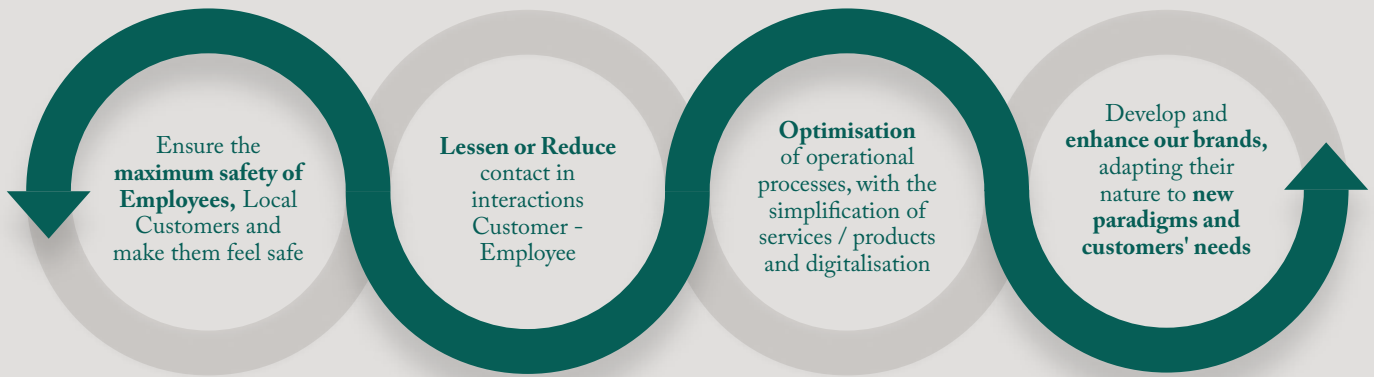 Ensure the
maximum safety of
Employees, Local
Customers and
make them feel safe
Lessen or Reduce
contact in
interactions
Customer -
Employee
Optimisation
of operational
processes, with the
simplification of
services / products
and digitalisation
Develop and
enhance our brands,
adapting their
nature to new
paradigms and
customers' needs